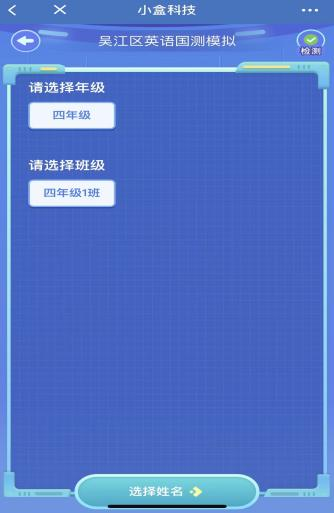 小盒科技
吴江区英语国测模拟
检测
请选择年级
四年级
请选择班级
四年级1班
选择姓名